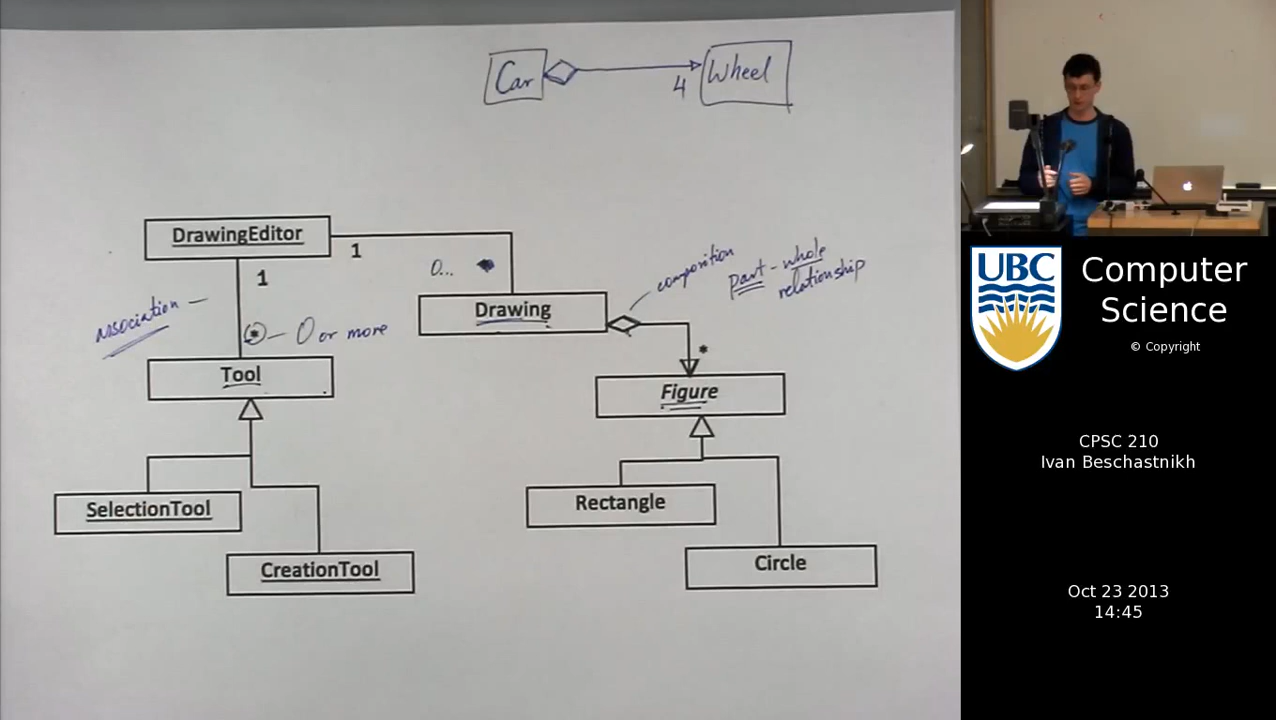 Car
4
Wheel
DrawingEditor
1
1
0...
composition
part-whole
relationship
association
* - 0 or more
Drawing
*
Tool
Figure
SelectionTool
Rectangle
CreationTool
Circle
UBC
Computer
Science
© Copyright
CPSC 210
Ivan Beschastnikh
Oct 23 2013
14:45